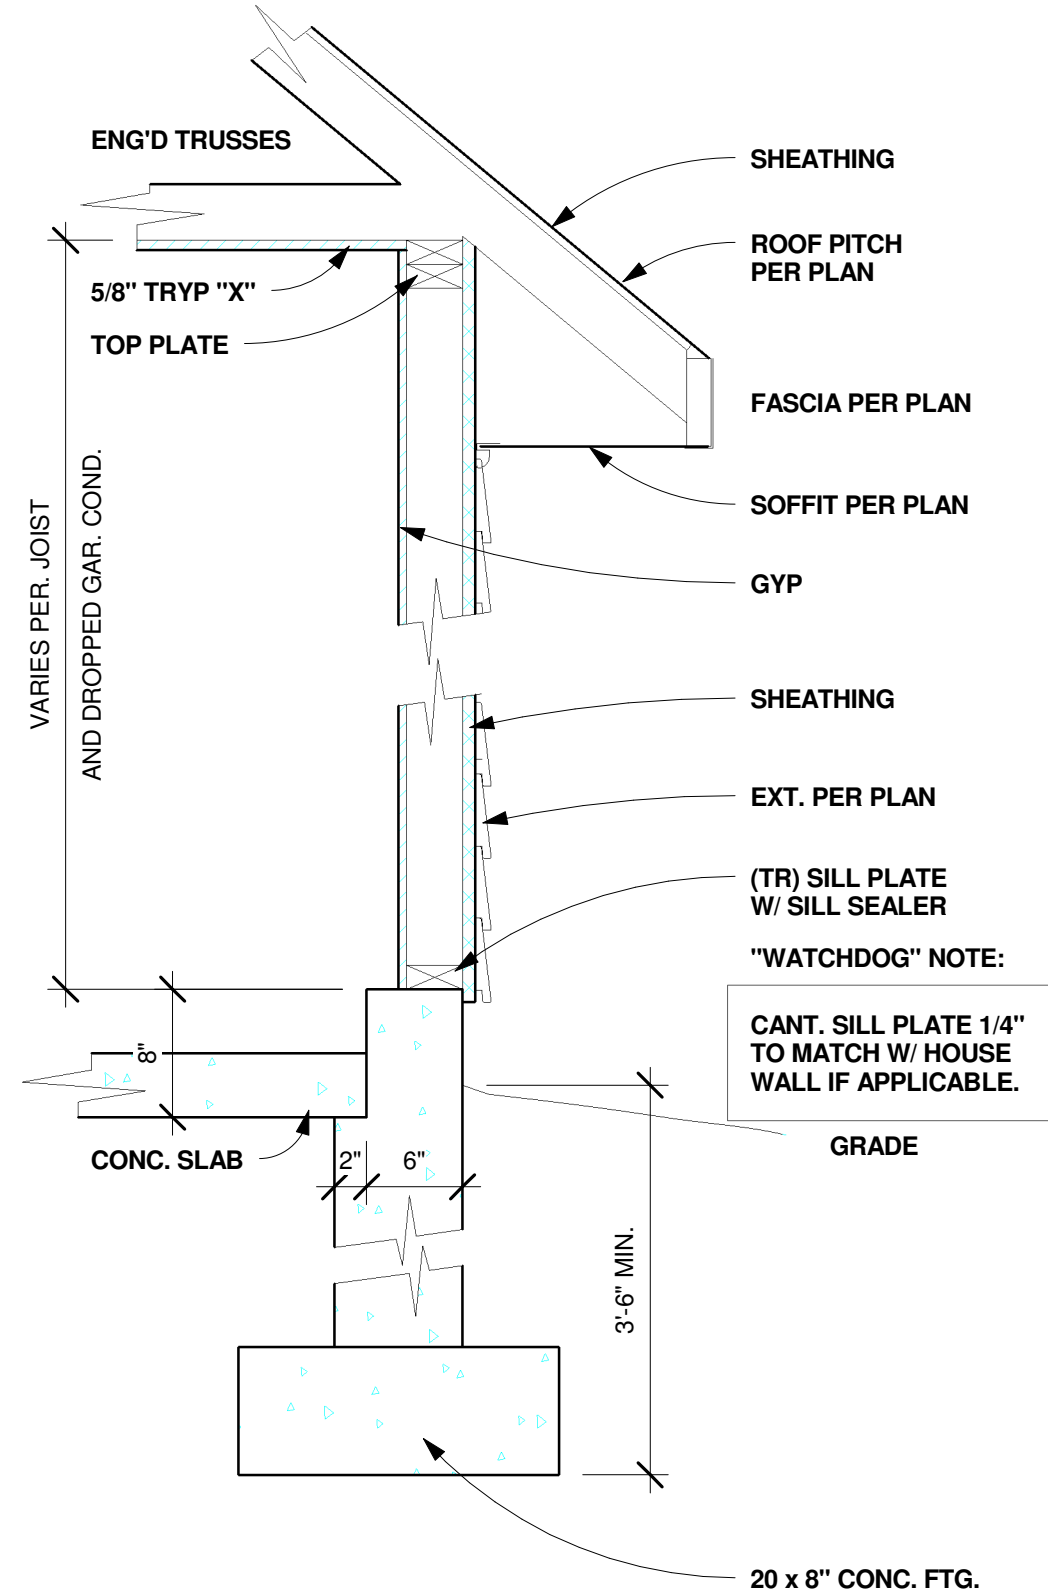 ENG'D TRUSSES
SHEATHING
ROOF PITCH
PER PLAN
5/8" TRYP "X"
TOP PLATE
FASCIA PER PLAN
SOFFIT PER PLAN
VARIES PER. JOIST
AND DROPPED GAR. COND.
GYP
SHEATHING
EXT. PER PLAN
(TR) SILL PLATE
W/ SILL SEALER
"WATCHDOG" NOTE:
CANT. SILL PLATE 1/4"
TO MATCH W/ HOUSE
WALL IF APPLICABLE.
8"
GRADE
CONC. SLAB
2"
6"
3'-6" MIN.
20 x 8" CONC. FTG.